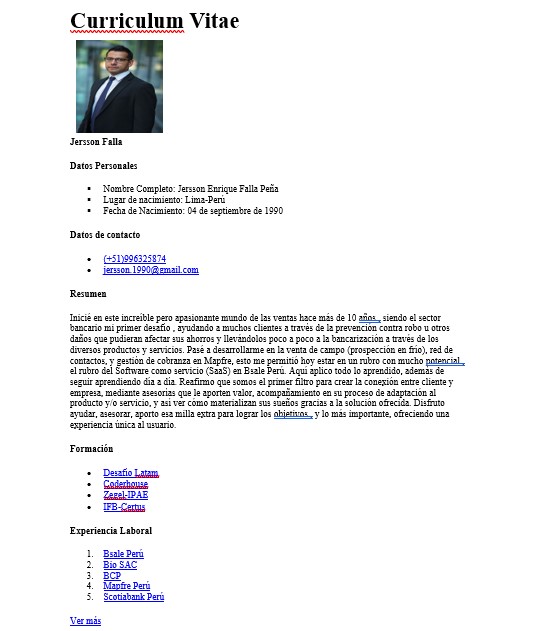 Curriculum Vitae
Jersson Falla
Datos Personales
▪ Nombre Completo: Jersson Enrique Falla Peña
▪ Lugar de nacimiento: Lima-Perú
▪ Fecha de Nacimiento: 04 de septiembre de 1990
Datos de contacto
• (+51)996325874
• jersson.1990@gmail.com
Resumen
Inicié en este increíble pero apasionante mundo de las ventas hace más de 10 años., siendo el sector
bancario mi primer desafío , ayudando a muchos clientes a través de la prevención contra robo u otros
daños que pudieran afectar sus ahorros y llevándolos poco a poco a la bancarización a través de los
diversos productos y servicios. Pasé a desarrollarme en la venta de campo (prospección en frío), red de
contactos, y gestión de cobranza en Mapfre, esto me permitió hoy estar en un rubro con mucho potencial.,
el rubro del Software como servicio (SaaS) en Bsale Perú. Aquí aplico todo lo aprendido, además de
seguir aprendiendo día a día. Reafirmo que somos el primer filtro para crear la conexión entre cliente y
empresa, mediante asesorías que le aporten valor, acompañamiento en su proceso de adaptación al
producto y/o servicio, y así ver cómo materializan sus sueños gracias a la solución ofrecida. Disfruto
ayudar, asesorar, aporto esa milla extra para lograr los objetivos., y lo más importante, ofreciendo una
experiencia única al usuario.
Formación
• Desafío Latam
• Coderhouse
• Zegel-IPAE
• IFB-Certus
Experiencia Laboral
1. Bsale Perú
2. Bio SAC
3. BCP
4. Mapfre Perú
5. Scotiabank Perú
Ver más